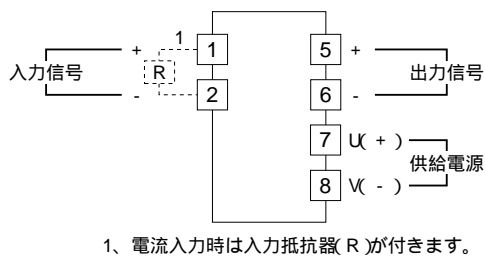 1
+ 1 5 +
入力信号 R 出力信号
- 2 6 -
7 U( + )
供給電源
8 V( - )
1、電流入力時は入力抵抗器( R )が付きます。